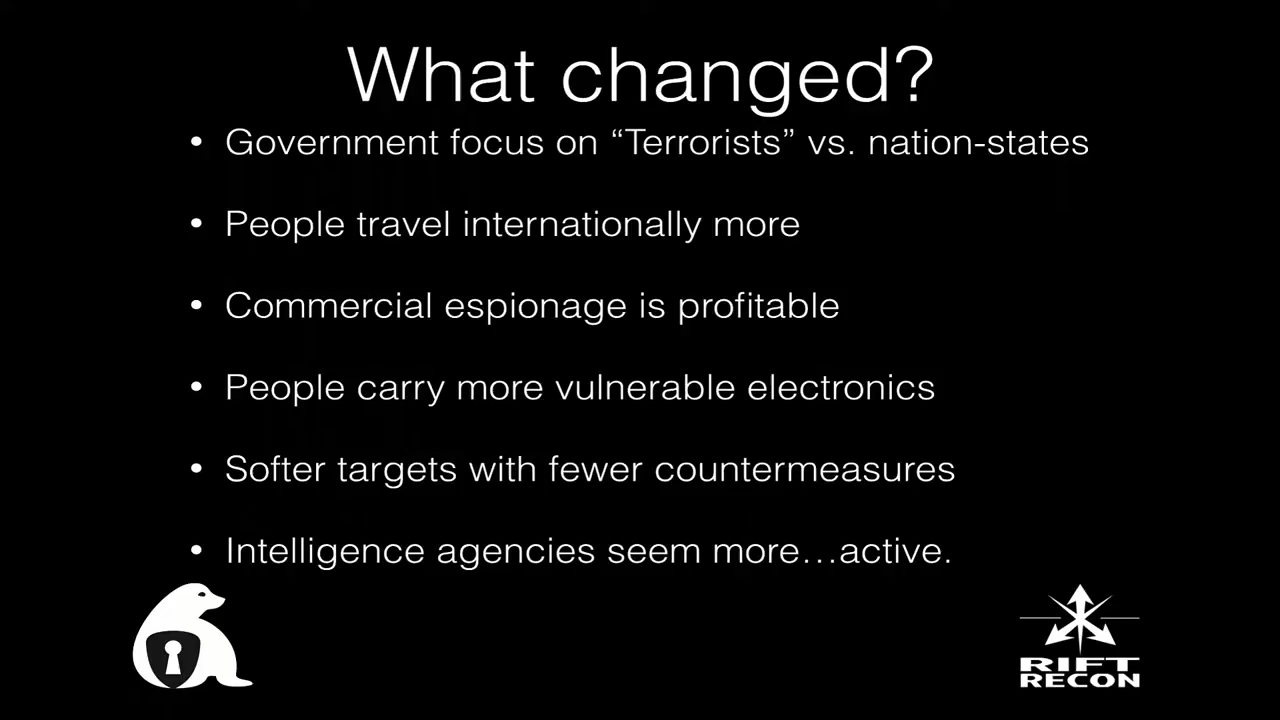 What changed?
• Government focus on “Terrorists” vs. nation-states
• People travel internationally more
• Commercial espionage is profitable
• People carry more vulnerable electronics
• Softer targets with fewer countermeasures
• Intelligence agencies seem more…active.
RIFT
RECON